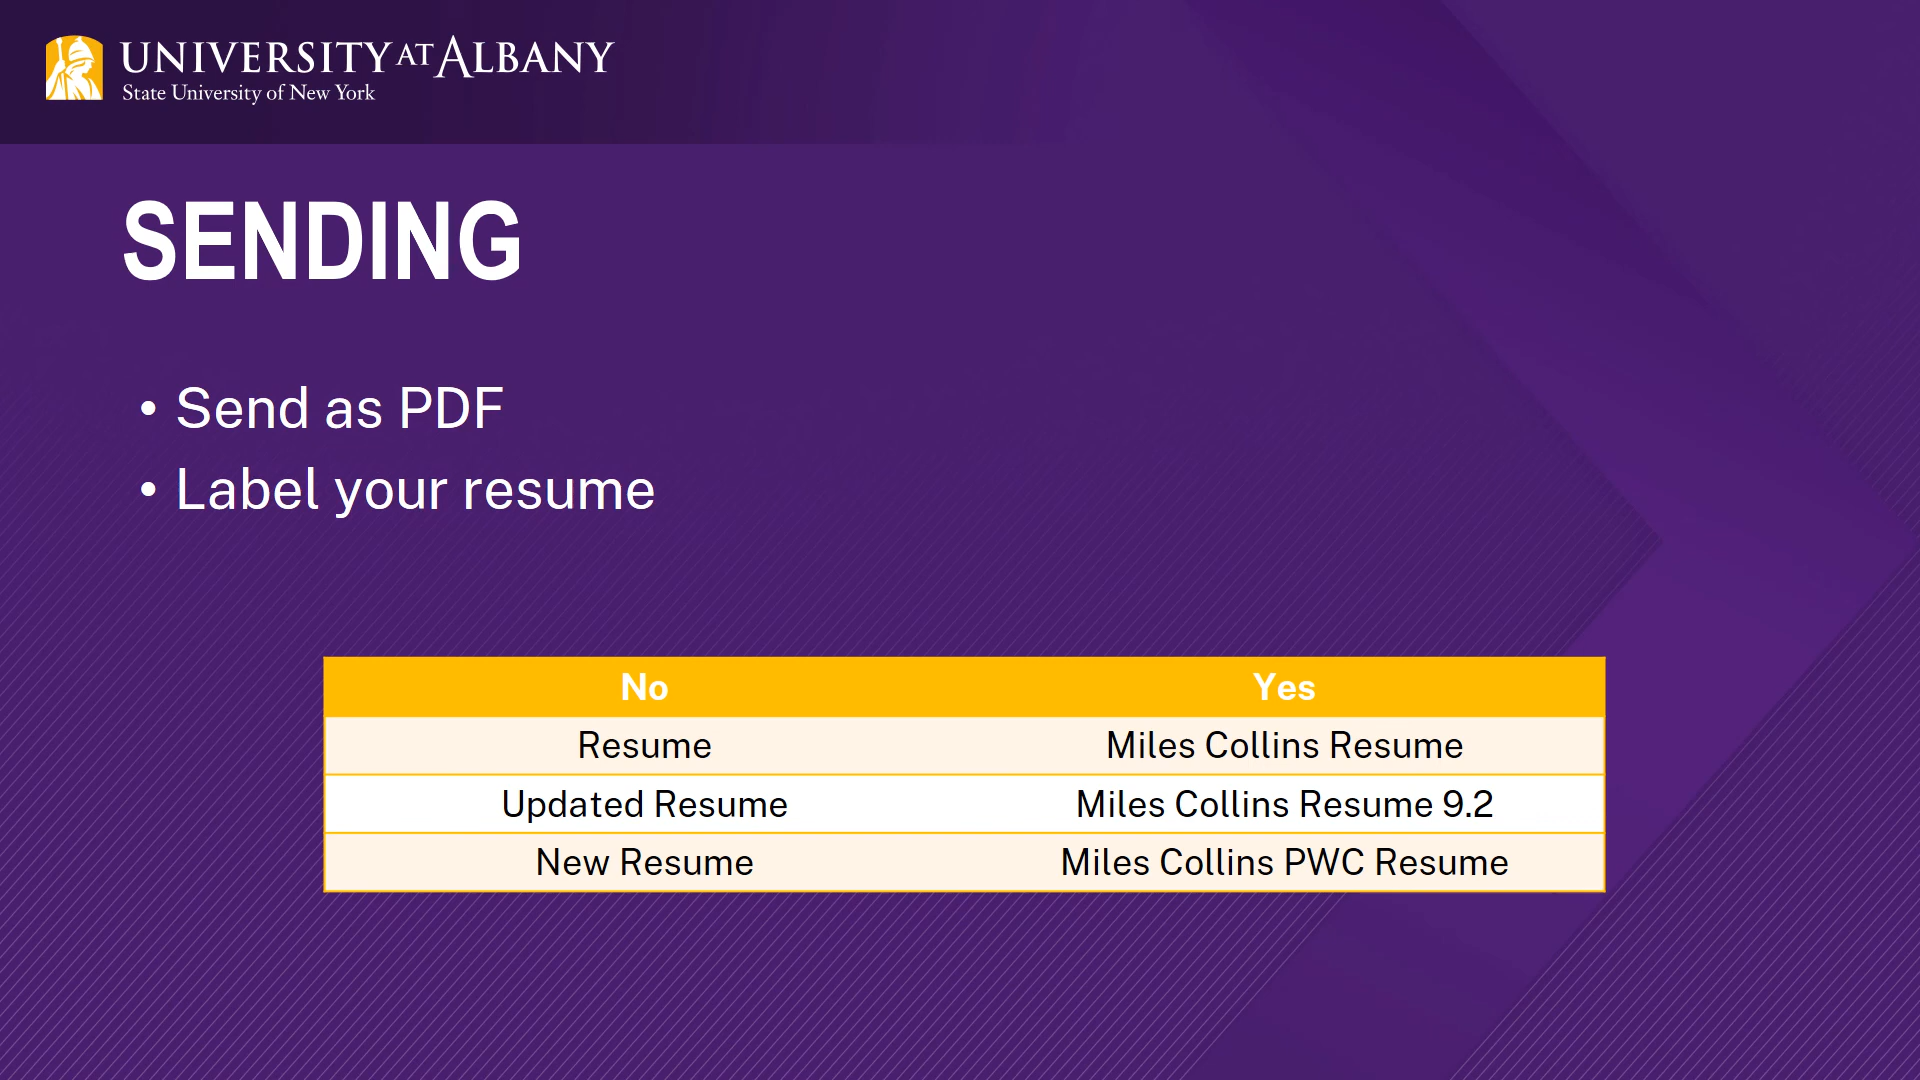 UNIVERSITY AT ALBANY
State University of New York
SENDING
• Send as PDF
• Label your resume
No Yes
Resume Miles Collins Resume
Updated Resume Miles Collins Resume 9.2
New Resume Miles Collins PWC Resume